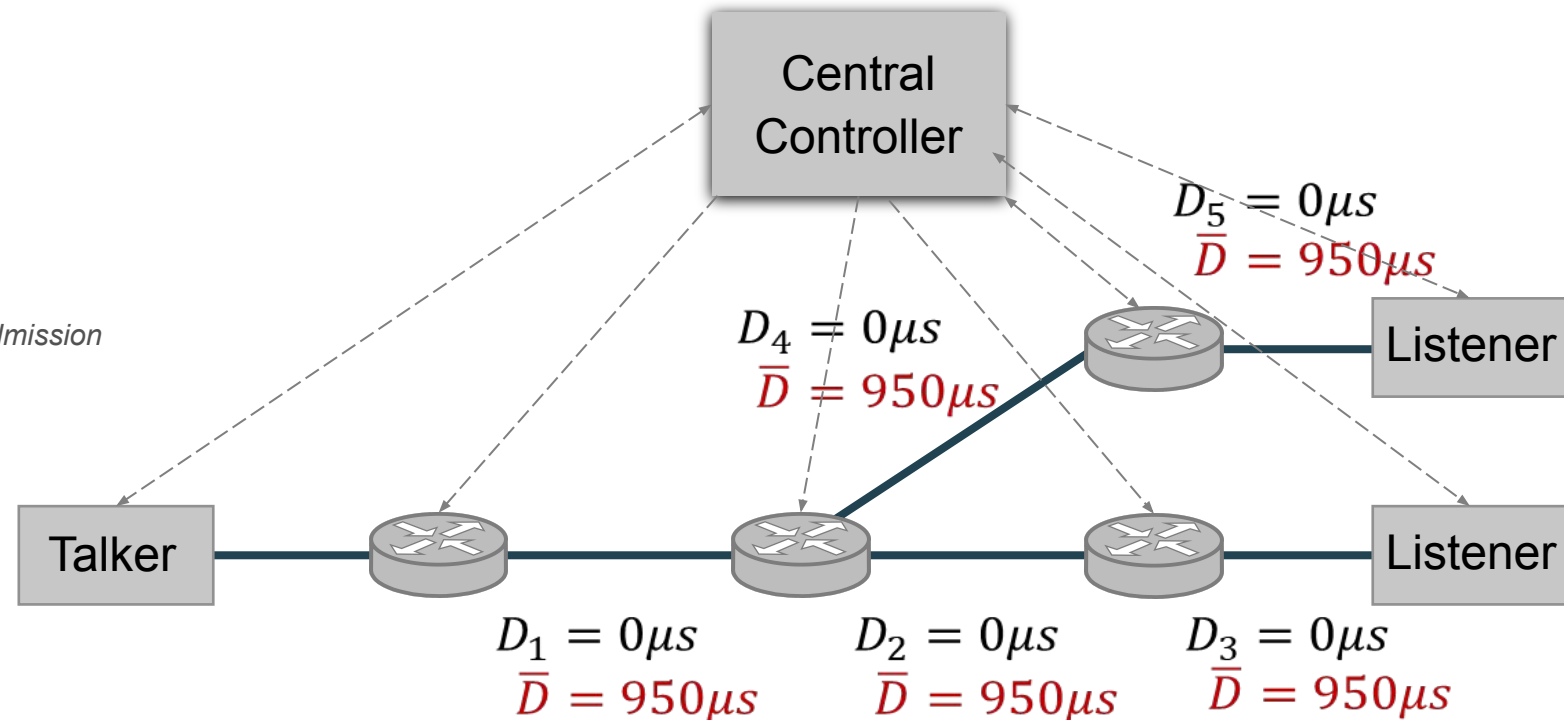 Central
Controller
D₅ = 0μs
D̅ = 950μs
D₄ = 0μs
D̅ = 950μs
Listener
Talker
Listener
D₁ = 0μs
D̅ = 950μs
D₂ = 0μs
D̅ = 950μs
D₃ = 0μs
D̅ = 950μs